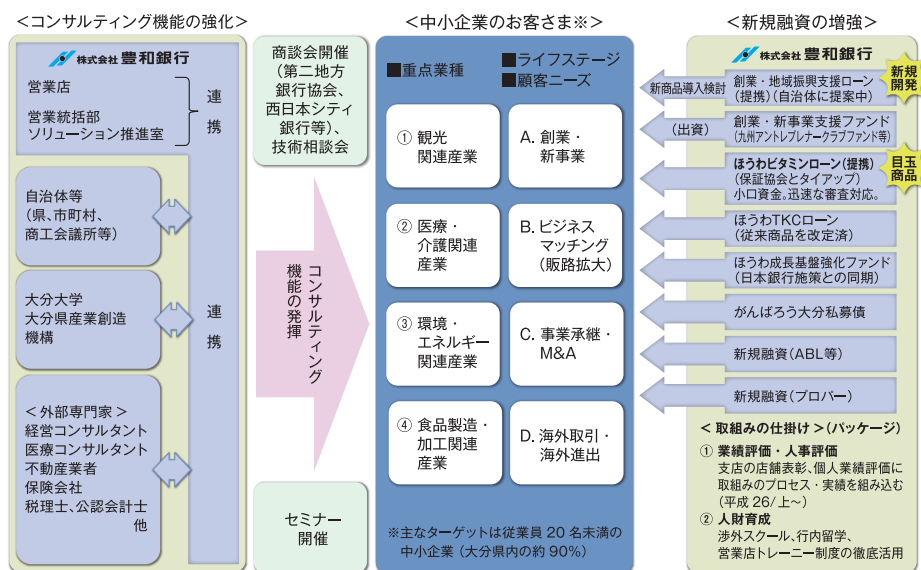 ＜コンサルティング機能の強化＞
株式会社 豊和銀行
営業店
営業統括部
ソリューション推進室
連
携
自治体等
（県、市町村、
商工会議所等）
大分大学
大分県産業創造
機構
連
携
＜外部専門家＞
経営コンサルタント
医療コンサルタント
不動産業者
保険会社
税理士、公認会計士
他
商談会開催
（第二地方
銀行協会、
西日本シティ
銀行等）、
技術相談会
コンサルティング
機能の発揮
セミナー
開催
＜中小企業のお客さま※＞
■重点業種
■ライフステージ
■顧客ニーズ
① 観光
関連産業
A. 創業・
新事業
② 医療・
介護関連
産業
B. ビジネス
マッチング
（販路拡大）
③ 環境・
エネルギー
関連産業
C. 事業承継・
M&A
④ 食品製造・
加工関連
産業
D. 海外取引・
海外進出
※主なターゲットは従業員 20 名未満の
中小企業（大分県内の約 90％）
＜新規融資の増強＞
株式会社 豊和銀行
新規
開発
新商品導入検討
創業・地域振興支援ローン
（提携）（自治体に提案中）
（出資）
創業・新事業支援ファンド
（九州アントレプレナークラブファンド等）
目玉
商品
ほうわビタミンローン（提携）
（保証協会とタイアップ）
小口資金。迅速な審査対応。
ほうわTKCローン
（従来商品を改定済）
ほうわ成長基盤強化ファンド
（日本銀行施策との同期）
がんばろう大分私募債
新規融資（ABL等）
新規融資（プロパー）
＜ 取組みの仕掛け ＞（パッケージ）
① 業績評価・人事評価
支店の店舗表彰、個人業績評価に
取組みのプロセス・実績を組み込む
（平成 26/上～）
② 人財育成
渉外スクール、行内留学、
営業店トレーニー制度の徹底活用